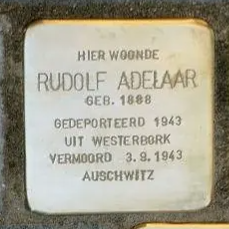 HIER WOONDE
RUDOLF ADELAAR
GEB. 1888
GEDEPORTEERD 1943
UIT WESTERBORK
VERMOORD 3.9.1943
AUSCHWITZ